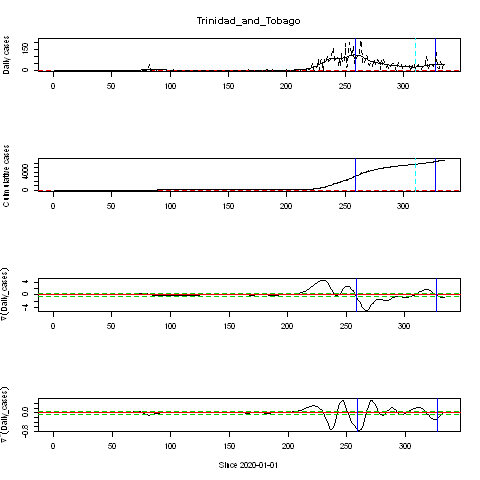 Trinidad_and_Tobago
Daily cases
0
150
0 50 100 150 200 250 300
Cumulative cases
0
4000
0 50 100 150 200 250 300
∇(Daily_cases)
-4
0
4
0 50 100 150 200 250 300
(Daily_cases)
-0.8
0.0
0 50 100 150 200 250 300
Since 2020-01-01